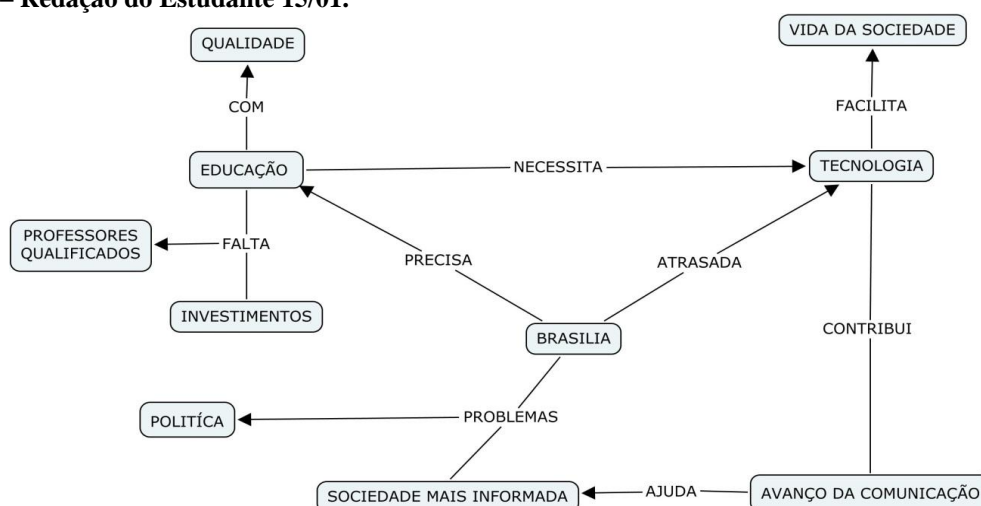 – Redação do Estudante 15/01.
QUALIDADE
VIDA DA SOCIEDADE
COM
FACILITA
EDUCAÇÃO
NECESSITA
TECNOLOGIA
PROFESSORES
QUALIFICADOS
FALTA
PRECISA
ATRASADA
INVESTIMENTOS
BRASILIA
CONTRIBUI
POLITÍCA
PROBLEMAS
SOCIEDADE MAIS INFORMADA
AJUDA
AVANÇO DA COMUNICAÇÃO